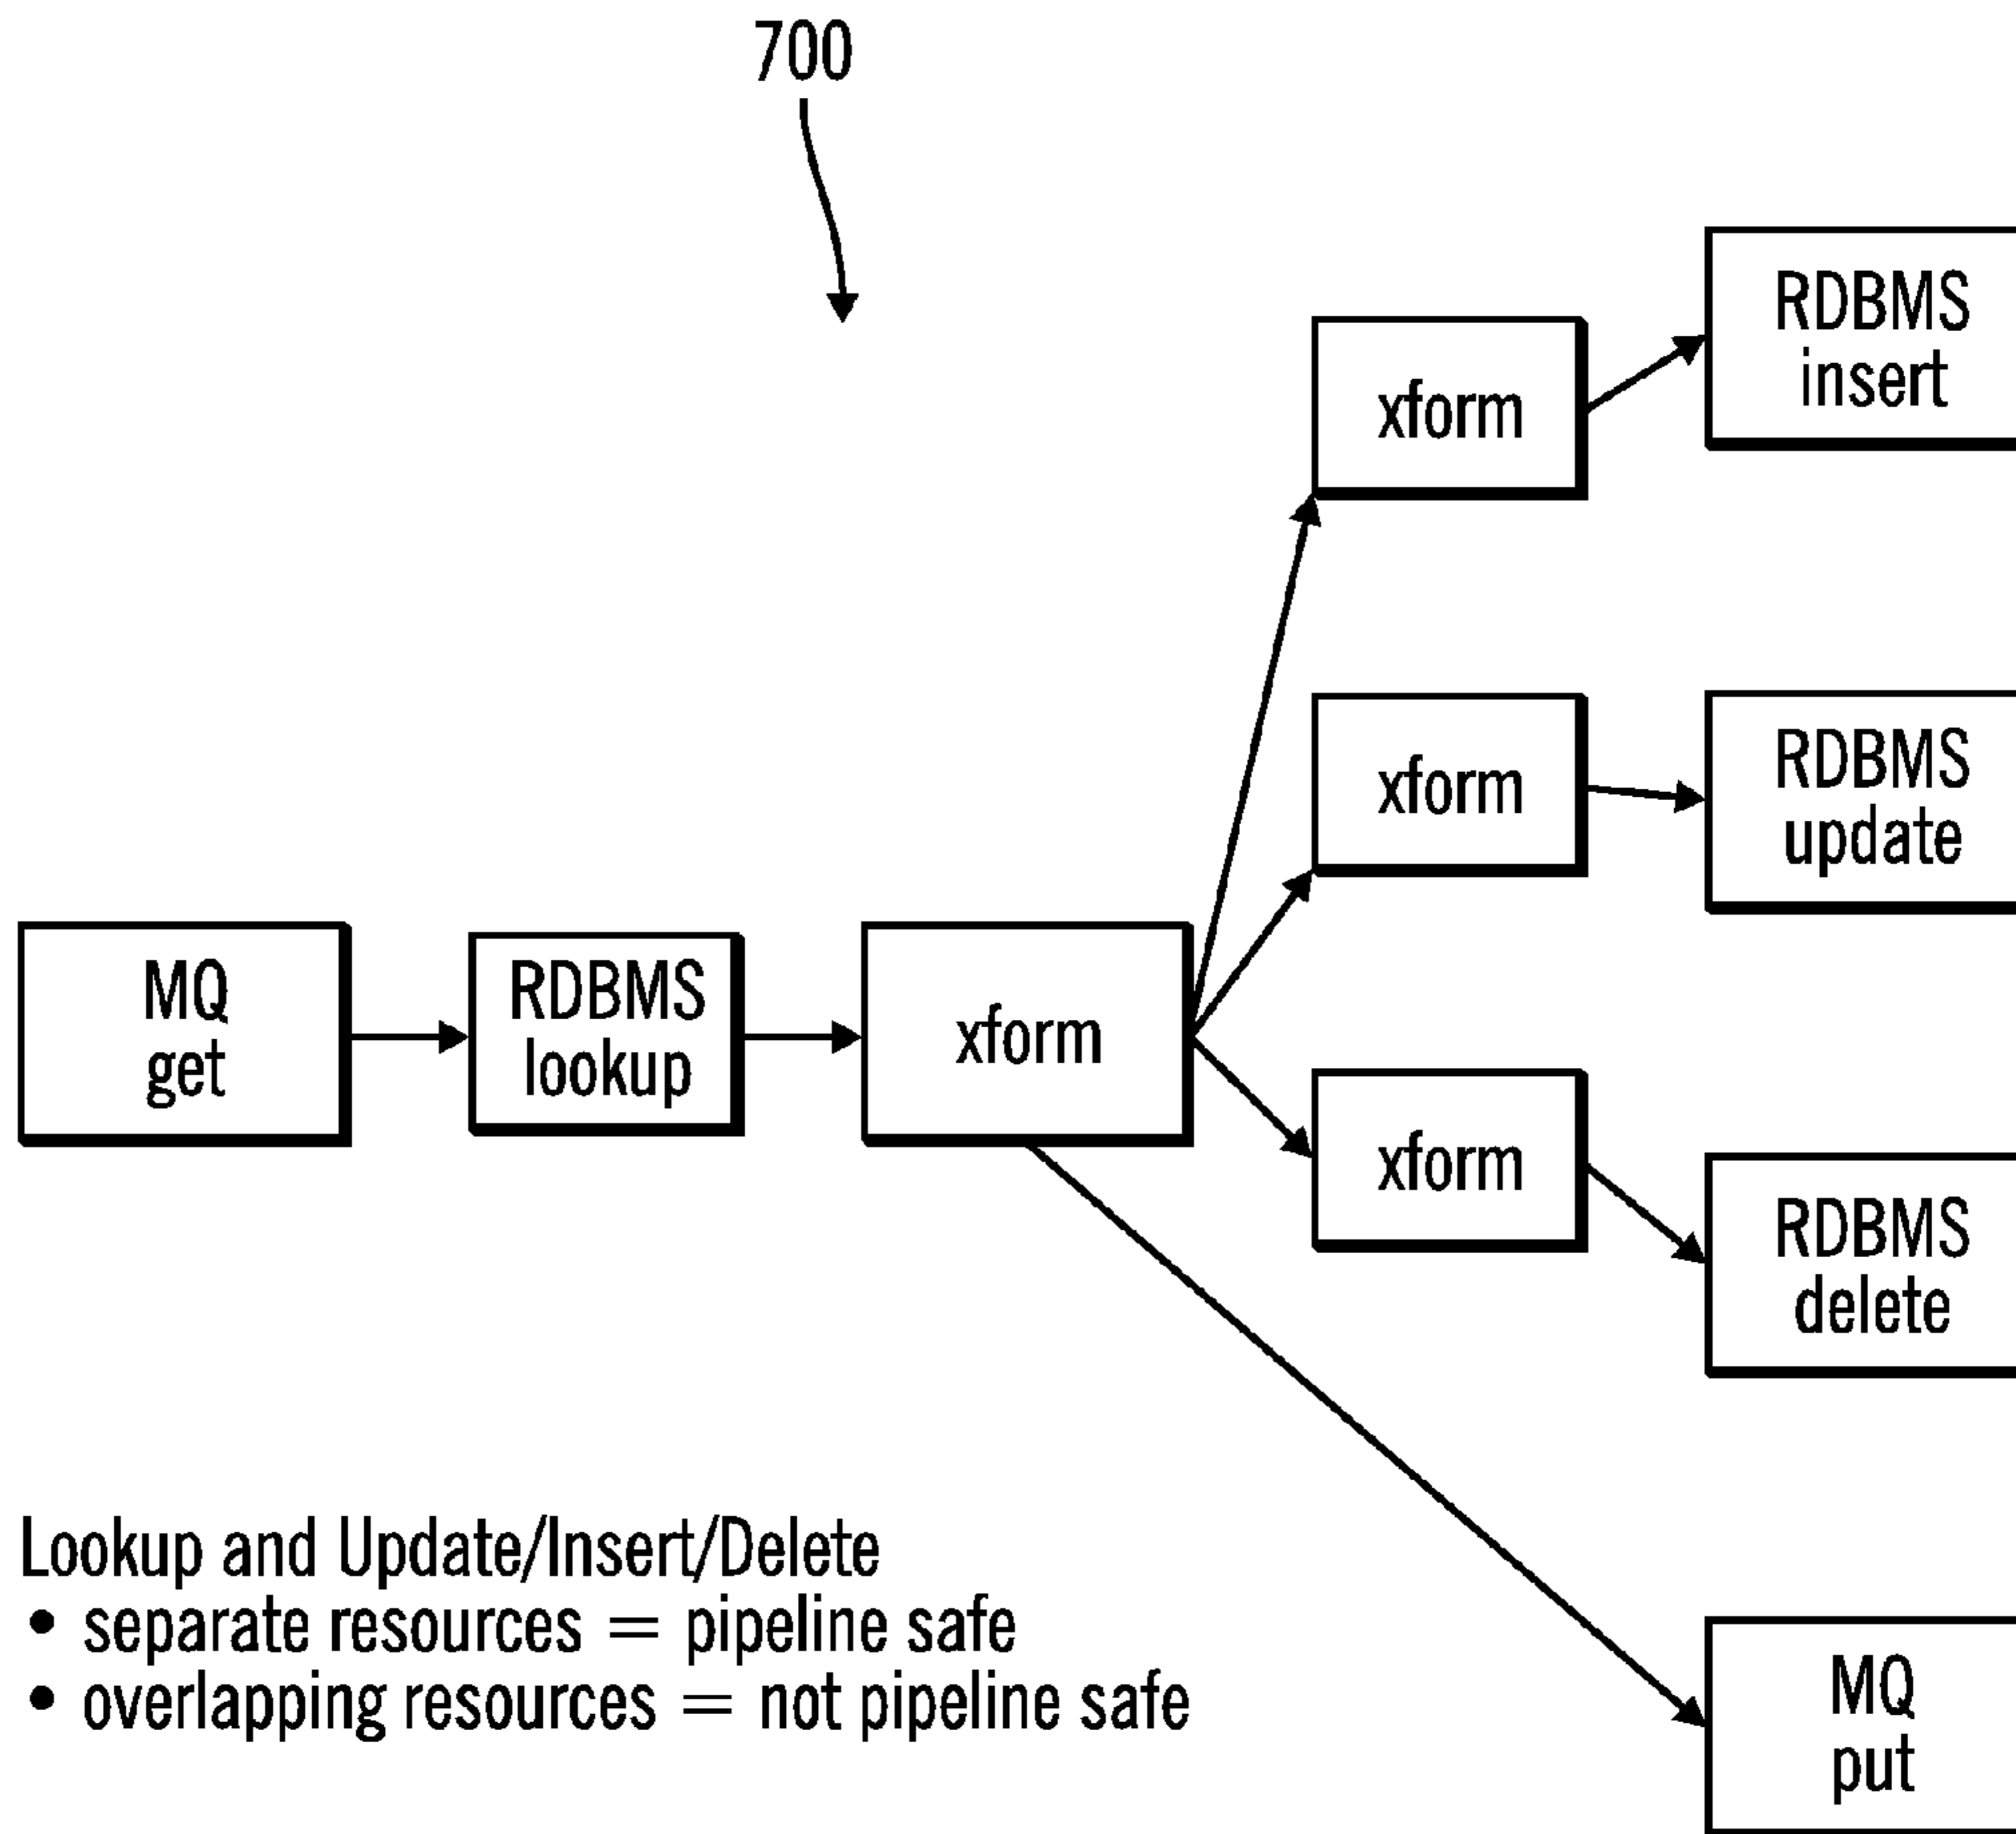 700
RDBMS
insert
xform
RDBMS
update
xform
MQ
get
RDBMS
lookup
xform
xform
RDBMS
delete
Lookup and Update/Insert/Delete
• separate resources = pipeline safe
• overlapping resources = not pipeline safe
MQ
put